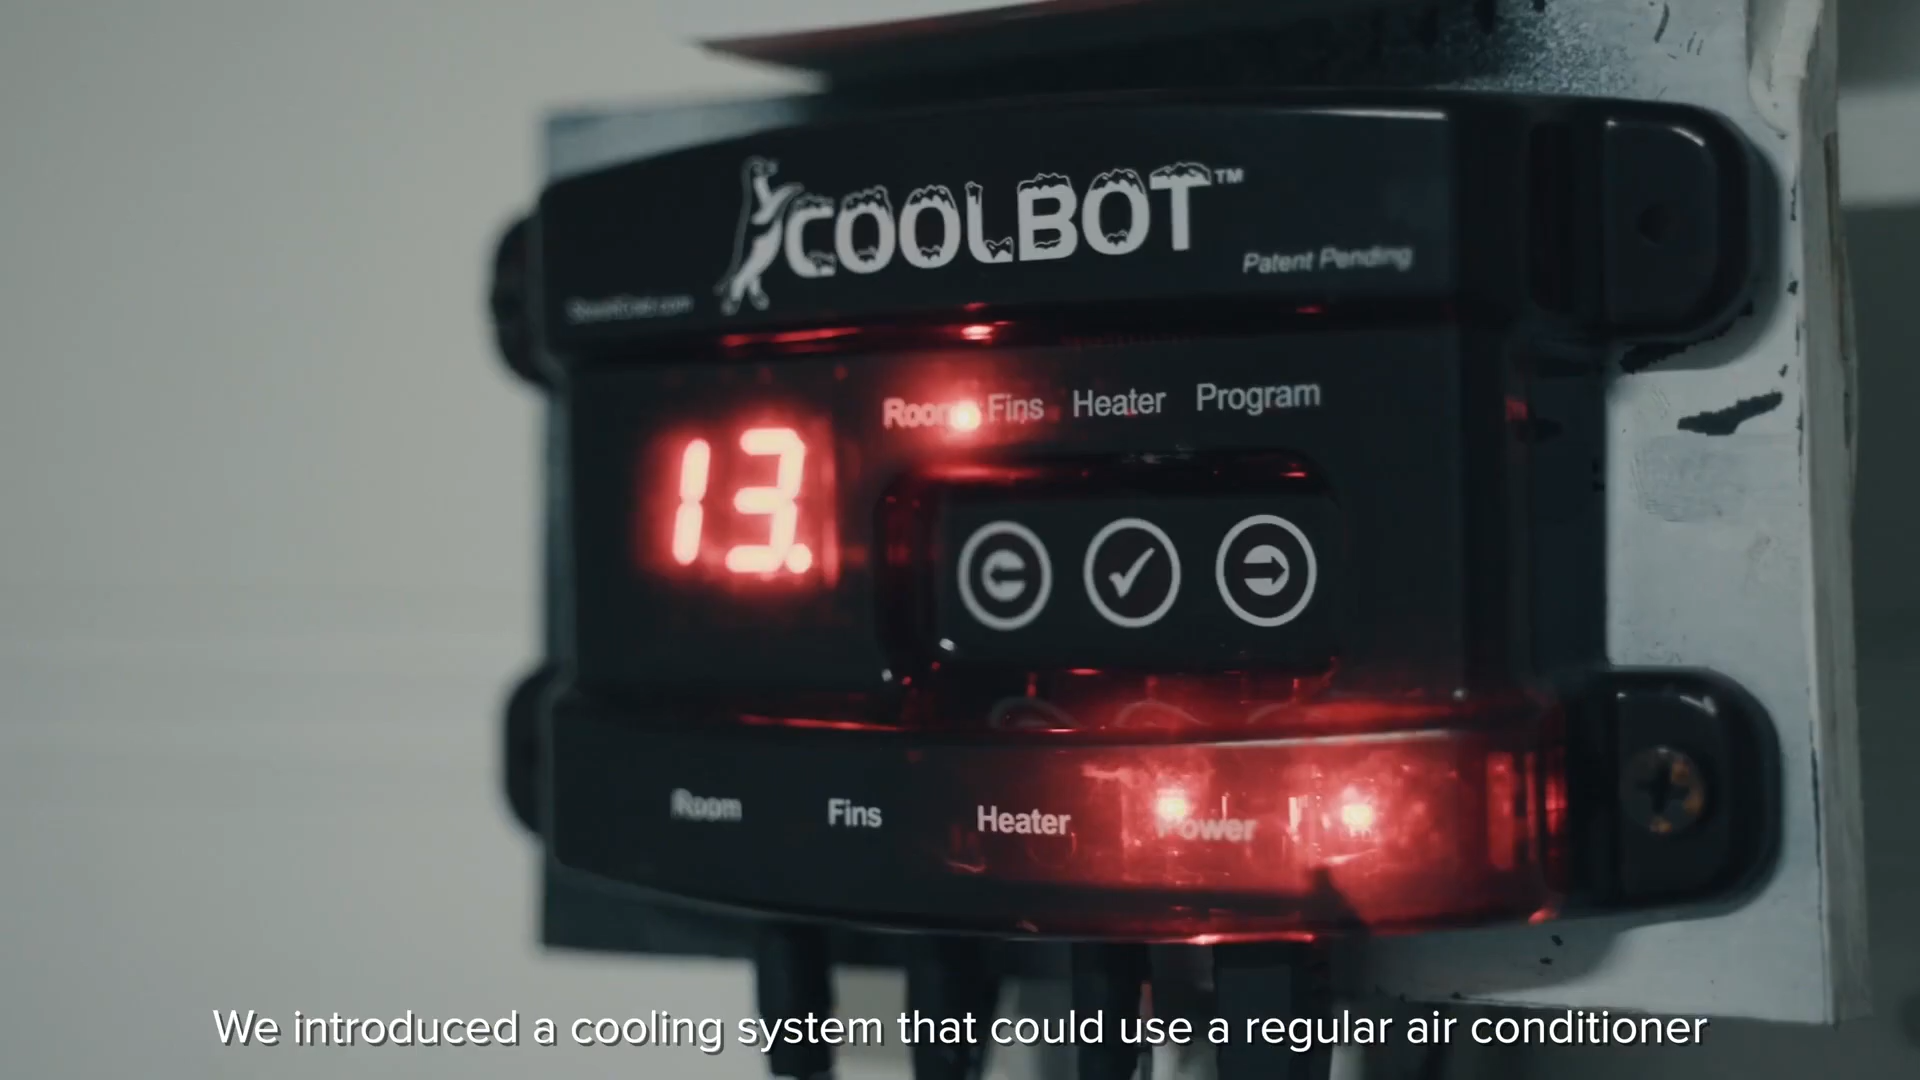 COOLBOT™
Patent Pending
Room Fins Heater Program
13.
Room Fins Heater Power
We introduced a cooling system that could use a regular air conditioner